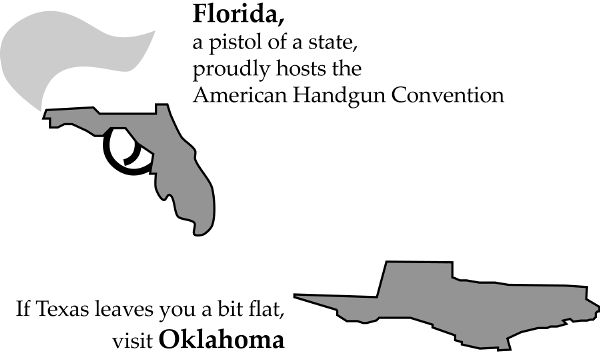 Florida,
a pistol of a state,
proudly hosts the
American Handgun Convention
If Texas leaves you a bit flat,
visit Oklahoma